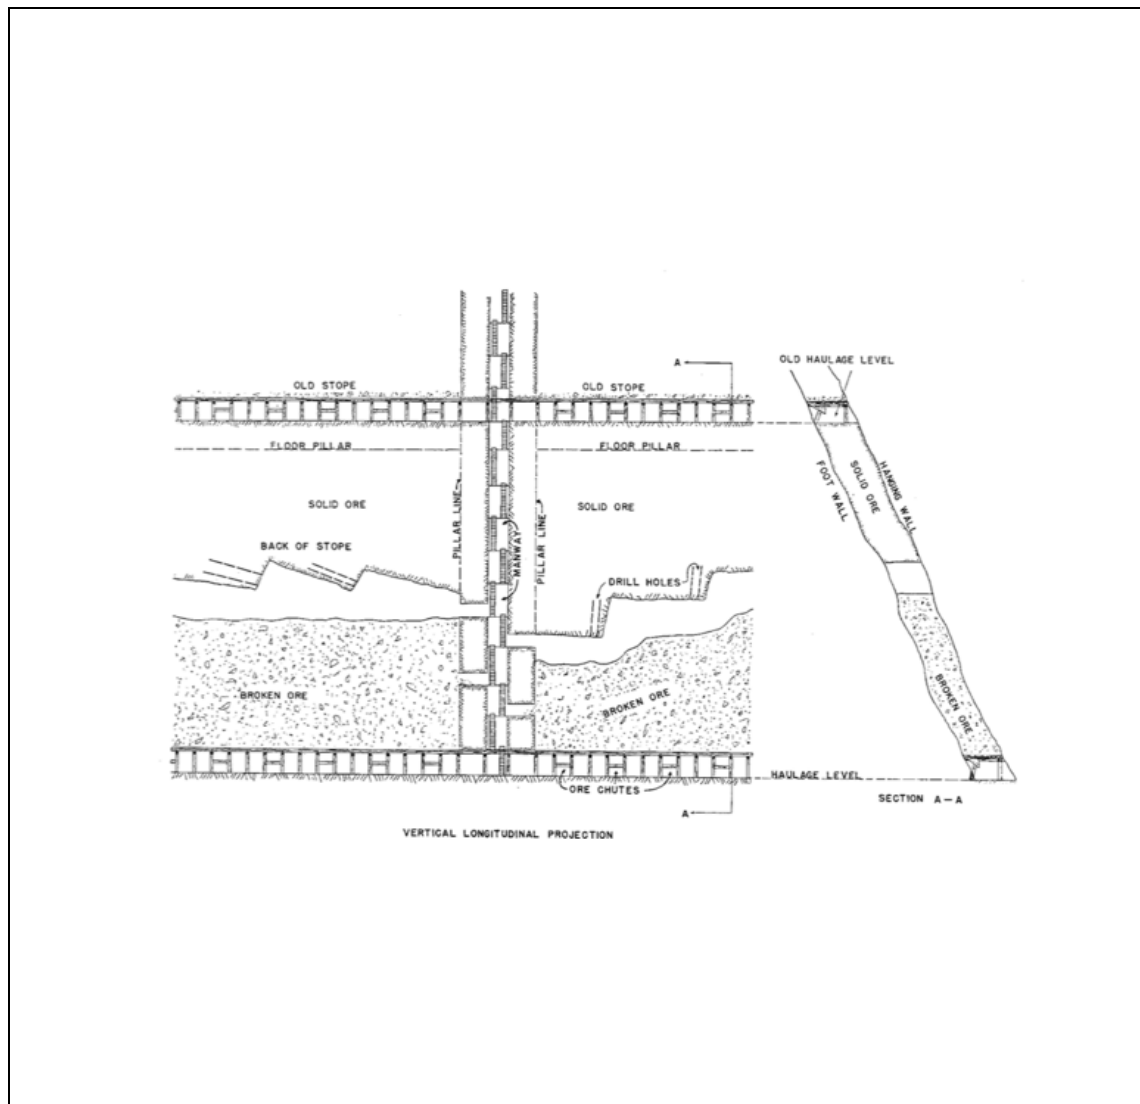 OLD STOPE
OLD STOPE
A
OLD HAULAGE LEVEL
FLOOR PILLAR
FLOOR PILLAR
SOLID ORE
SOLID ORE
PILLAR LINE
MANWAY
PILLAR LINE
FOOT WALL
SOLID ORE
HANGING WALL
BACK OF STOPE
DRILL HOLES
BROKEN ORE
BROKEN ORE
BROKEN ORE
HAULAGE LEVEL
ORE CHUTES
SECTION A-A
A
VERTICAL LONGITUDINAL PROJECTION